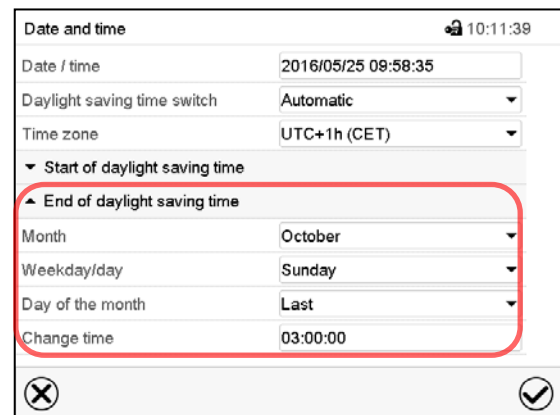 Date and time 10:11:39
Date / time 2016/05/25 09:58:35
Daylight saving time switch Automatic
Time zone UTC+1h (CET)
Start of daylight saving time
End of daylight saving time
Month October
Weekday/day Sunday
Day of the month Last
Change time 03:00:00